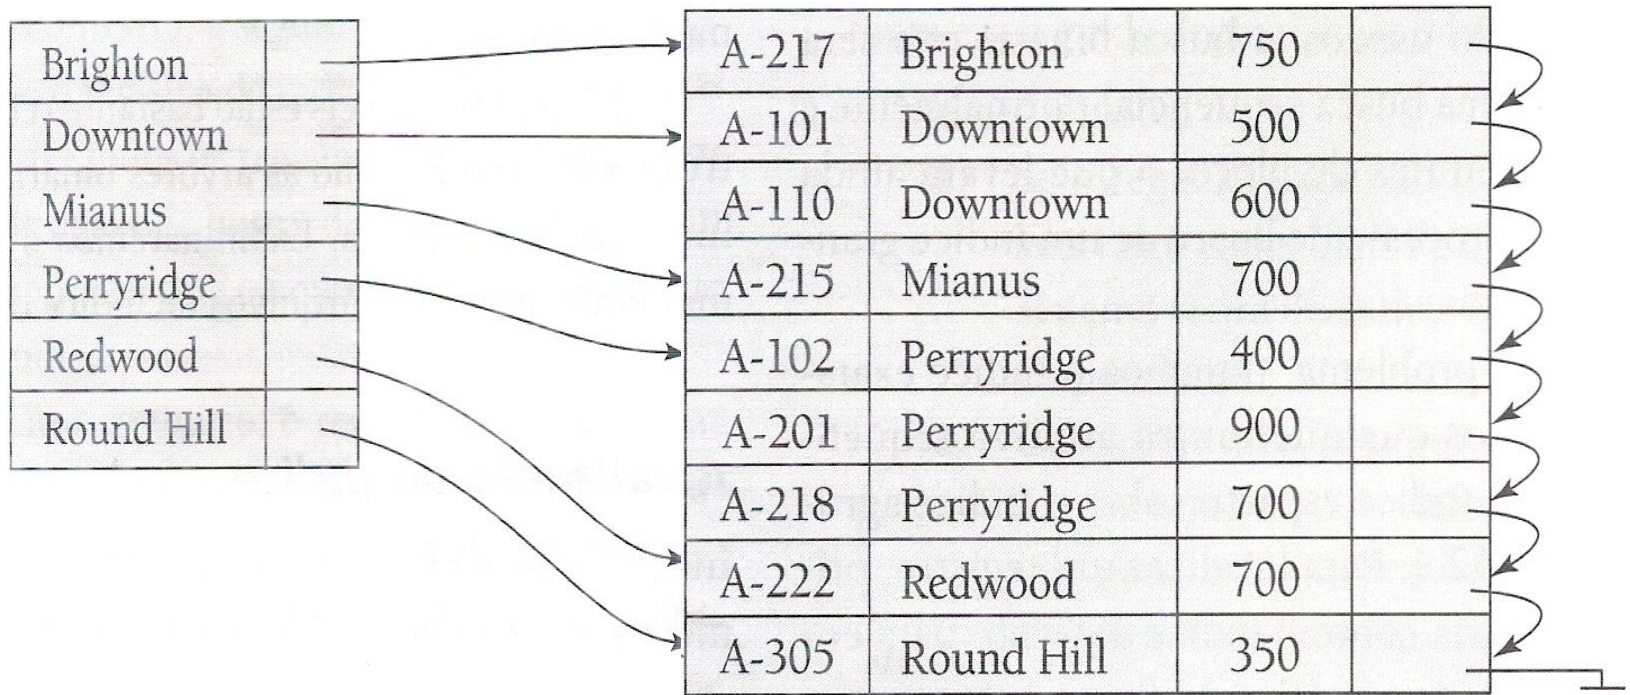 Brighton
Downtown
Mianus
Perryridge
Redwood
Round Hill
A-217 Brighton 750
A-101 Downtown 500
A-110 Downtown 600
A-215 Mianus 700
A-102 Perryridge 400
A-201 Perryridge 900
A-218 Perryridge 700
A-222 Redwood 700
A-305 Round Hill 350